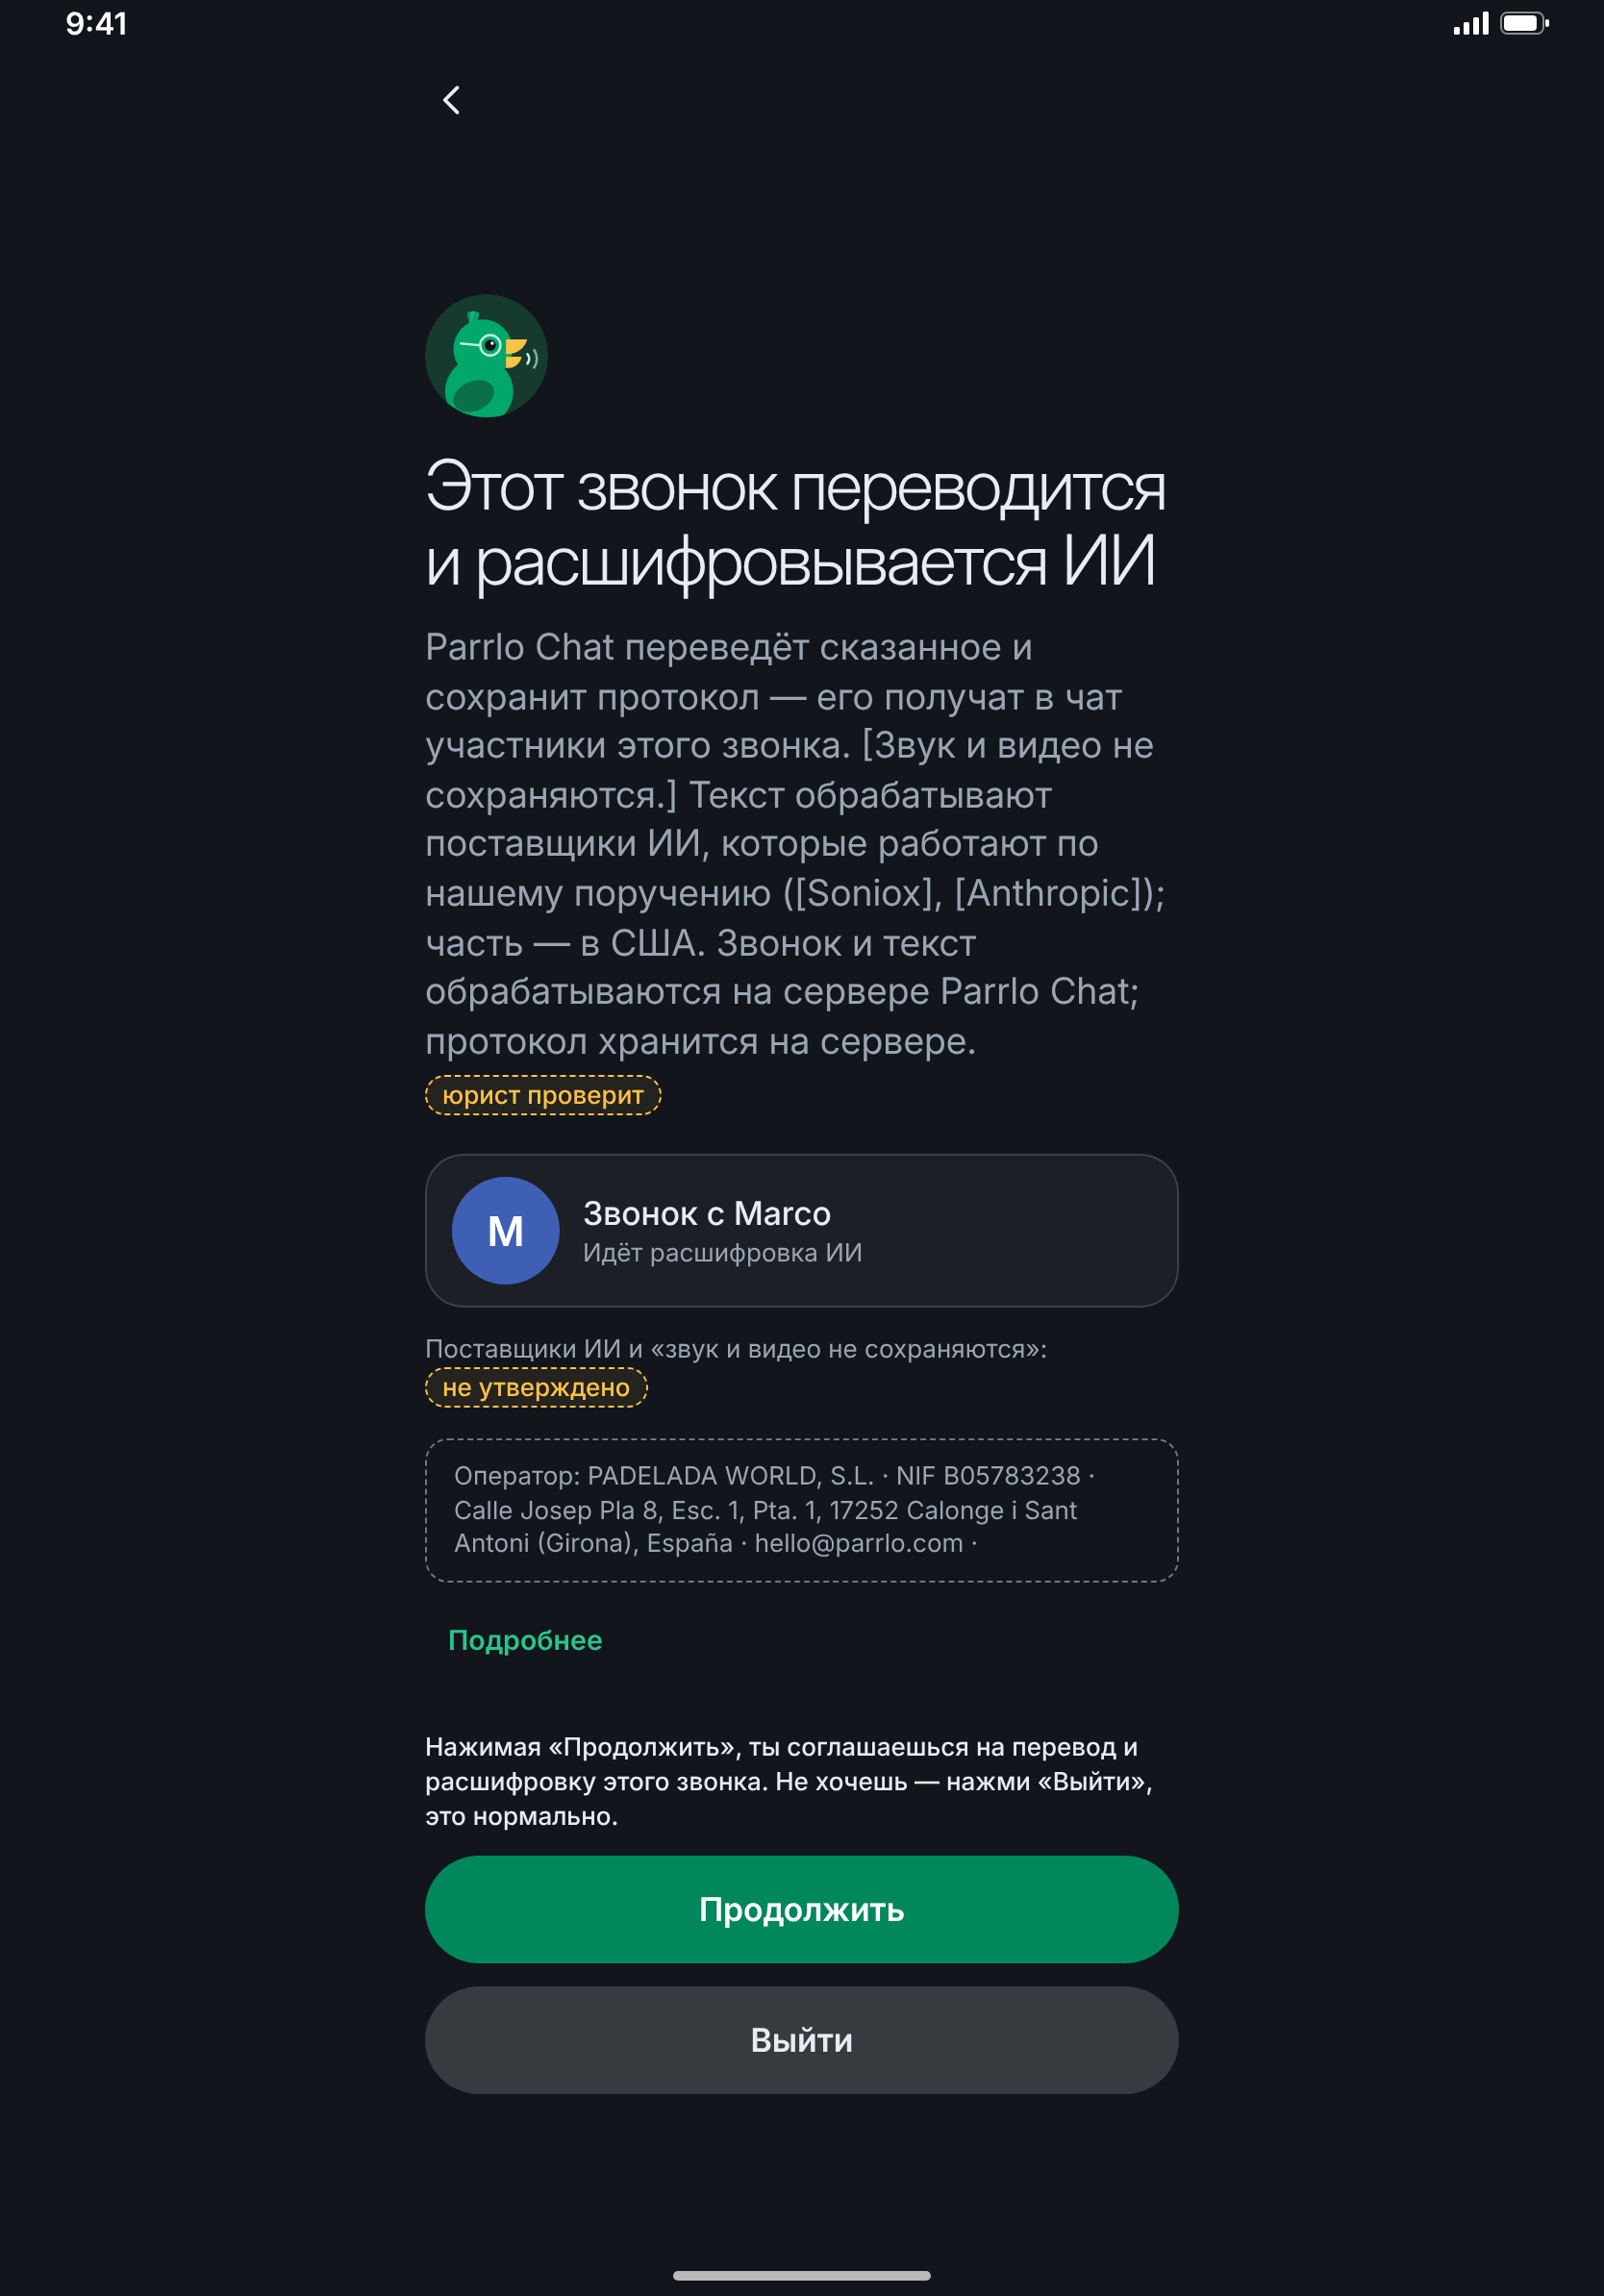 9:41
Этот звонок переводится
и расшифровывается ИИ
Parrlo Chat переведёт сказанное и
сохранит протокол — его получат в чат
участники этого звонка. [Звук и видео не
сохраняются.] Текст обрабатывают
поставщики ИИ, которые работают по
нашему поручению ([Soniox], [Anthropic]);
часть — в США. Звонок и текст
обрабатываются на сервере Parrlo Chat;
протокол хранится на сервере.
юрист проверит
M
Звонок с Marco
Идёт расшифровка ИИ
Поставщики ИИ и «звук и видео не сохраняются»:
не утверждено
Оператор: PADELADA WORLD, S.L. · NIF B05783238 ·
Calle Josep Pla 8, Esc. 1, Pta. 1, 17252 Calonge i Sant
Antoni (Girona), España · hello@parrlo.com ·
Подробнее
Нажимая «Продолжить», ты соглашаешься на перевод и
расшифровку этого звонка. Не хочешь — нажми «Выйти»,
это нормально.
Продолжить
Выйти